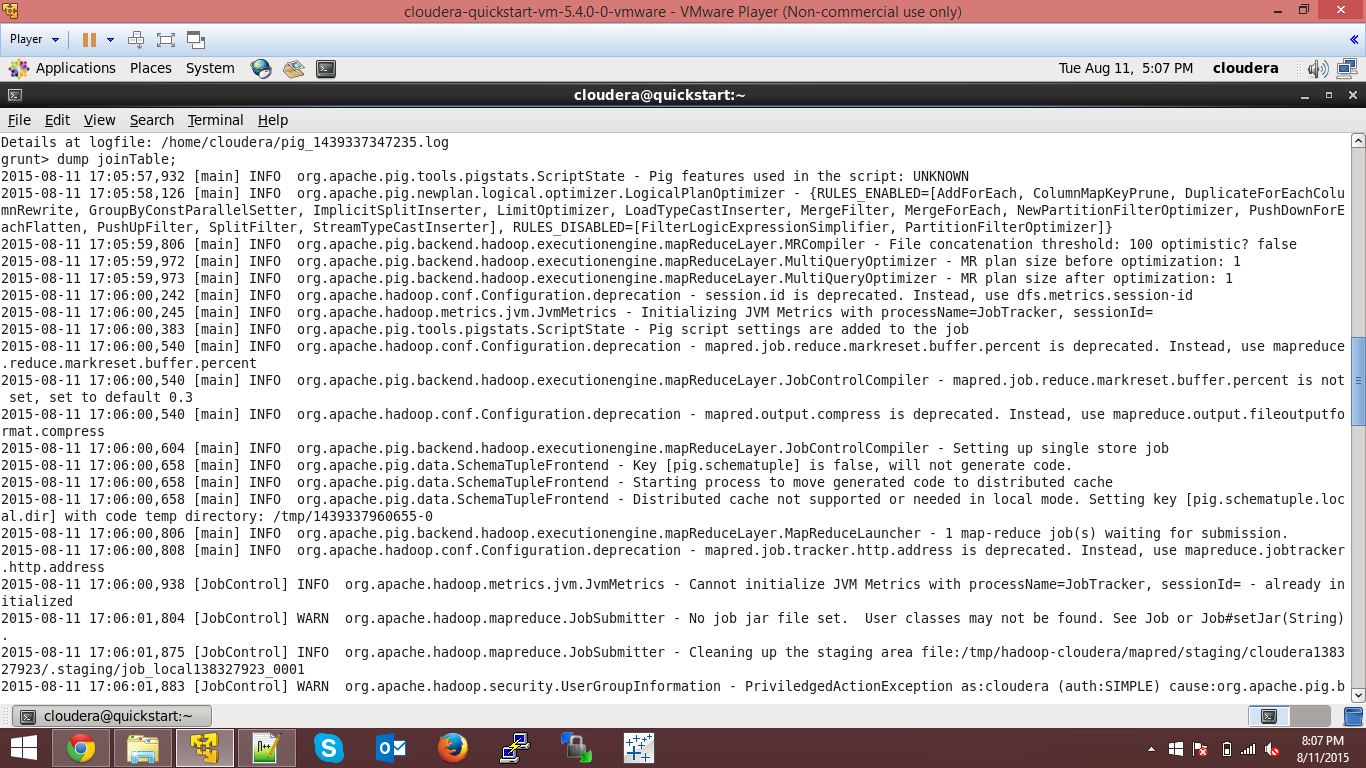 cloudera-quickstart-vm-5.4.0-0-vmware - VMware Player (Non-commercial use only)
Player
Applications Places System Tue Aug 11, 5:07 PM cloudera
cloudera@quickstart:~
File Edit View Search Terminal Help
Details at logfile: /home/cloudera/pig_1439337347235.log
grunt> dump joinTable;
2015-08-11 17:05:57,932 [main] INFO  org.apache.pig.tools.pigstats.ScriptState - Pig features used in the script: UNKNOWN
2015-08-11 17:05:58,126 [main] INFO  org.apache.pig.newplan.logical.optimizer.LogicalPlanOptimizer - {RULES_ENABLED=[AddForEach, ColumnMapKeyPrune, DuplicateForEachColu
mnRewrite, GroupByConstParallelSetter, ImplicitSplitInserter, LimitOptimizer, LoadTypeCastInserter, MergeFilter, MergeForEach, NewPartitionFilterOptimizer, PushDownForE
achFlatten, PushUpFilter, SplitFilter, StreamTypeCastInserter], RULES_DISABLED=[FilterLogicExpressionSimplifier, PartitionFilterOptimizer]}
2015-08-11 17:05:59,806 [main] INFO  org.apache.pig.backend.hadoop.executionengine.mapReduceLayer.MRCompiler - File concatenation threshold: 100 optimistic? false
2015-08-11 17:05:59,972 [main] INFO  org.apache.pig.backend.hadoop.executionengine.mapReduceLayer.MultiQueryOptimizer - MR plan size before optimization: 1
2015-08-11 17:05:59,973 [main] INFO  org.apache.pig.backend.hadoop.executionengine.mapReduceLayer.MultiQueryOptimizer - MR plan size after optimization: 1
2015-08-11 17:06:00,242 [main] INFO  org.apache.hadoop.conf.Configuration.deprecation - session.id is deprecated. Instead, use dfs.metrics.session-id
2015-08-11 17:06:00,245 [main] INFO  org.apache.hadoop.metrics.jvm.JvmMetrics - Initializing JVM Metrics with processName=JobTracker, sessionId=
2015-08-11 17:06:00,383 [main] INFO  org.apache.pig.tools.pigstats.ScriptState - Pig script settings are added to the job
2015-08-11 17:06:00,540 [main] INFO  org.apache.hadoop.conf.Configuration.deprecation - mapred.job.reduce.markreset.buffer.percent is deprecated. Instead, use mapreduce
.reduce.markreset.buffer.percent
2015-08-11 17:06:00,540 [main] INFO  org.apache.pig.backend.hadoop.executionengine.mapReduceLayer.JobControlCompiler - mapred.job.reduce.markreset.buffer.percent is not
 set, set to default 0.3
2015-08-11 17:06:00,540 [main] INFO  org.apache.hadoop.conf.Configuration.deprecation - mapred.output.compress is deprecated. Instead, use mapreduce.output.fileoutputfo
rmat.compress
2015-08-11 17:06:00,604 [main] INFO  org.apache.pig.backend.hadoop.executionengine.mapReduceLayer.JobControlCompiler - Setting up single store job
2015-08-11 17:06:00,658 [main] INFO  org.apache.pig.data.SchemaTupleFrontend - Key [pig.schematuple] is false, will not generate code.
2015-08-11 17:06:00,658 [main] INFO  org.apache.pig.data.SchemaTupleFrontend - Starting process to move generated code to distributed cache
2015-08-11 17:06:00,658 [main] INFO  org.apache.pig.data.SchemaTupleFrontend - Distributed cache not supported or needed in local mode. Setting key [pig.schematuple.loc
al.dir] with code temp directory: /tmp/1439337960655-0
2015-08-11 17:06:00,806 [main] INFO  org.apache.pig.backend.hadoop.executionengine.mapReduceLayer.MapReduceLauncher - 1 map-reduce job(s) waiting for submission.
2015-08-11 17:06:00,808 [main] INFO  org.apache.hadoop.conf.Configuration.deprecation - mapred.job.tracker.http.address is deprecated. Instead, use mapreduce.jobtracker
.http.address
2015-08-11 17:06:00,938 [JobControl] INFO  org.apache.hadoop.metrics.jvm.JvmMetrics - Cannot initialize JVM Metrics with processName=JobTracker, sessionId= - already in
itialized
2015-08-11 17:06:01,804 [JobControl] WARN  org.apache.hadoop.mapreduce.JobSubmitter - No job jar file set.  User classes may not be found. See Job or Job#setJar(String)
.
2015-08-11 17:06:01,875 [JobControl] INFO  org.apache.hadoop.mapreduce.JobSubmitter - Cleaning up the staging area file:/tmp/hadoop-cloudera/mapred/staging/cloudera1383
27923/.staging/job_local138327923_0001
2015-08-11 17:06:01,883 [JobControl] WARN  org.apache.hadoop.security.UserGroupInformation - PriviledgedActionException as:cloudera (auth:SIMPLE) cause:org.apache.pig.b
cloudera@quickstart:~
8:07 PM
8/11/2015